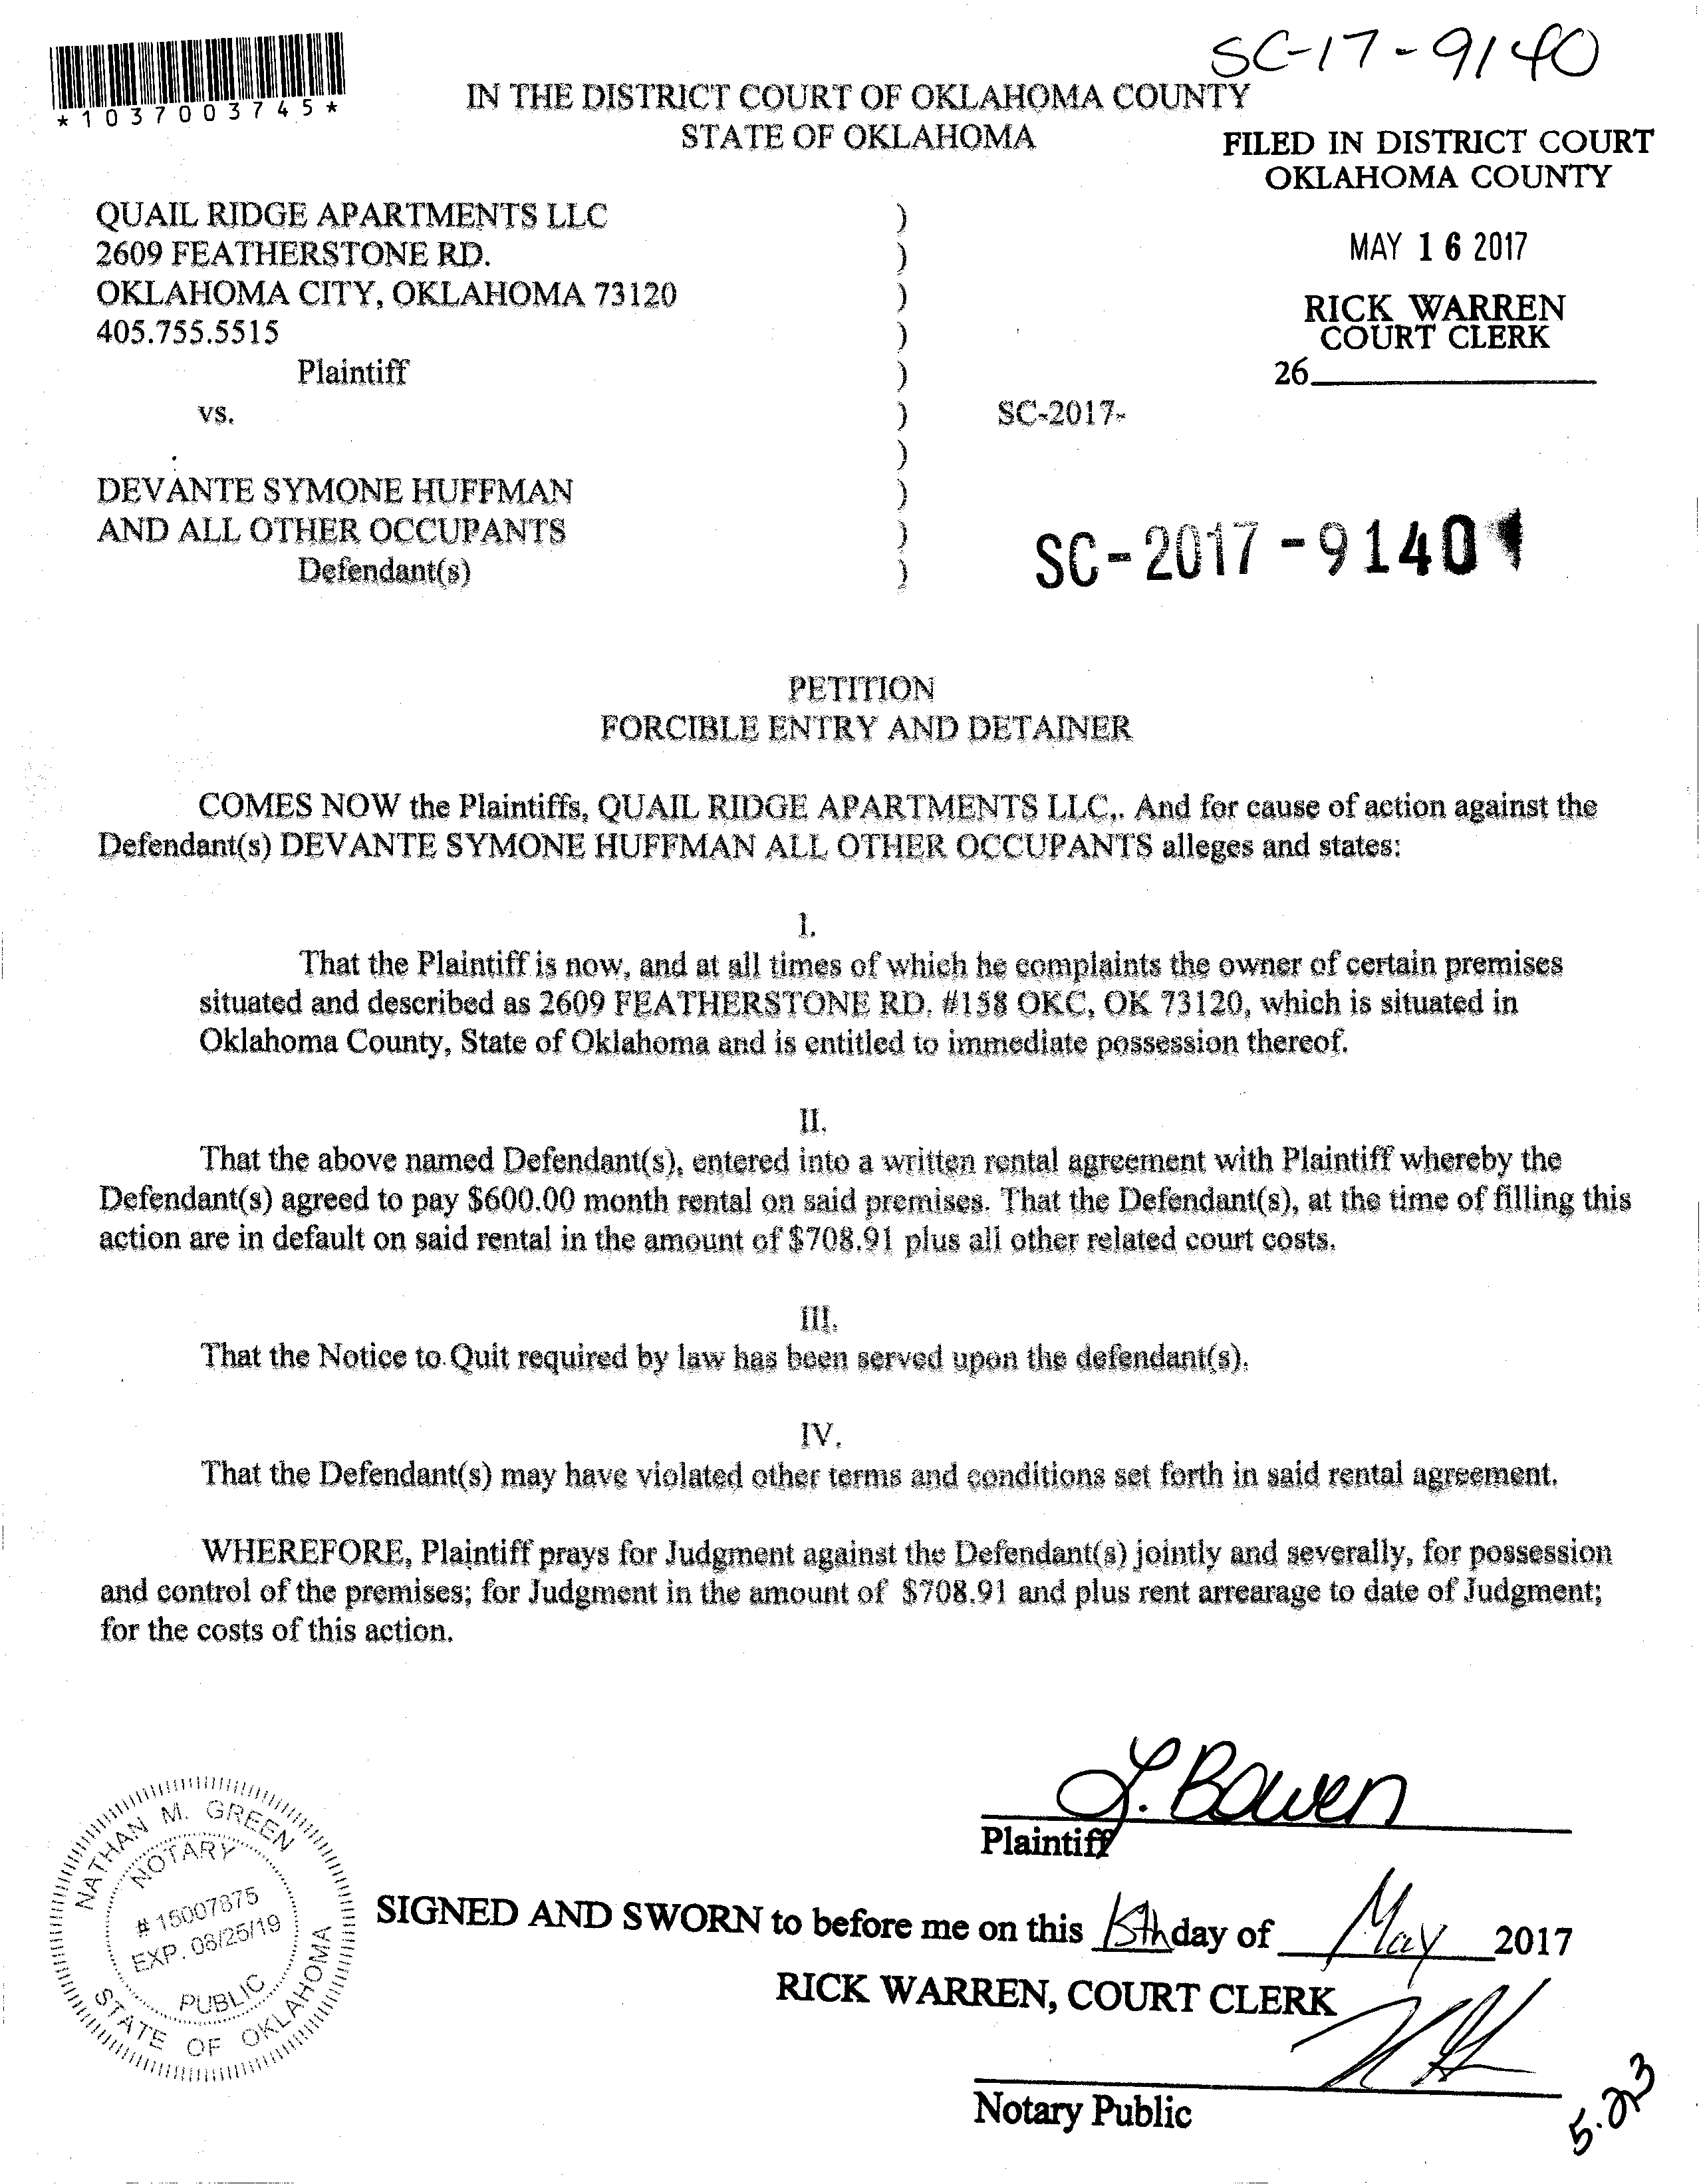 SC-17-9140
*1037003745*
IN THE DISTRICT COURT OF OKLAHOMA COUNTY
STATE OF OKLAHOMA
FILED IN DISTRICT COURT
OKLAHOMA COUNTY
MAY 16 2017
RICK WARREN
COURT CLERK
26
QUAIL RIDGE APARTMENTS LLC )
2609 FEATHERSTONE RD. )
OKLAHOMA CITY, OKLAHOMA 73120 )
405.755.5515 )
Plaintiff )
vs. ) SC-2017-
)
DEVANTE SYMONE HUFFMAN )
AND ALL OTHER OCCUPANTS )
Defendant(s) )
SC-2017-9140
PETITION
FORCIBLE ENTRY AND DETAINER
COMES NOW the Plaintiffs, QUAIL RIDGE APARTMENTS LLC,. And for cause of action against the
Defendant(s) DEVANTE SYMONE HUFFMAN ALL OTHER OCCUPANTS alleges and states:
I.
That the Plaintiff is now, and at all times of which he complaints the owner of certain premises
situated and described as 2609 FEATHERSTONE RD. #158 OKC, OK 73120, which is situated in
Oklahoma County, State of Oklahoma and is entitled to immediate possession thereof.
II.
That the above named Defendant(s), entered into a written rental agreement with Plaintiff whereby the
Defendant(s) agreed to pay $600.00 month rental on said premises. That the Defendant(s), at the time of filling this
action are in default on said rental in the amount of $708.91 plus all other related court costs.
III.
That the Notice to Quit required by law has been served upon the defendant(s).
IV.
That the Defendant(s) may have violated other terms and conditions set forth in said rental agreement.
WHEREFORE, Plaintiff prays for Judgment against the Defendant(s) jointly and severally, for possession
and control of the premises; for Judgment in the amount of $708.91 and plus rent arrearage to date of Judgment;
for the costs of this action.
L. Bowen
Plaintiff
NATHAN M. GREEN
NOTARY
# 15007875
EXP. 08/25/19
PUBLIC
STATE OF OKLAHOMA
SIGNED AND SWORN to before me on this 15th day of May 2017
RICK WARREN, COURT CLERK
Notary Public
5.23